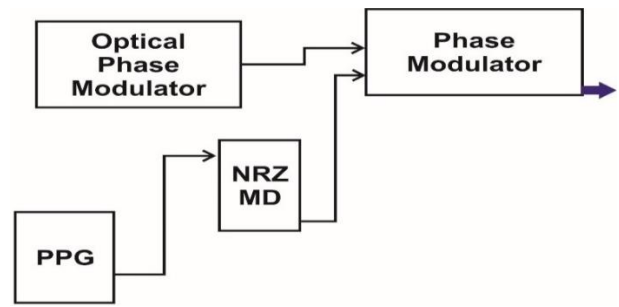 Optical
Phase
Modulator
Phase
Modulator
NRZ
MD
PPG